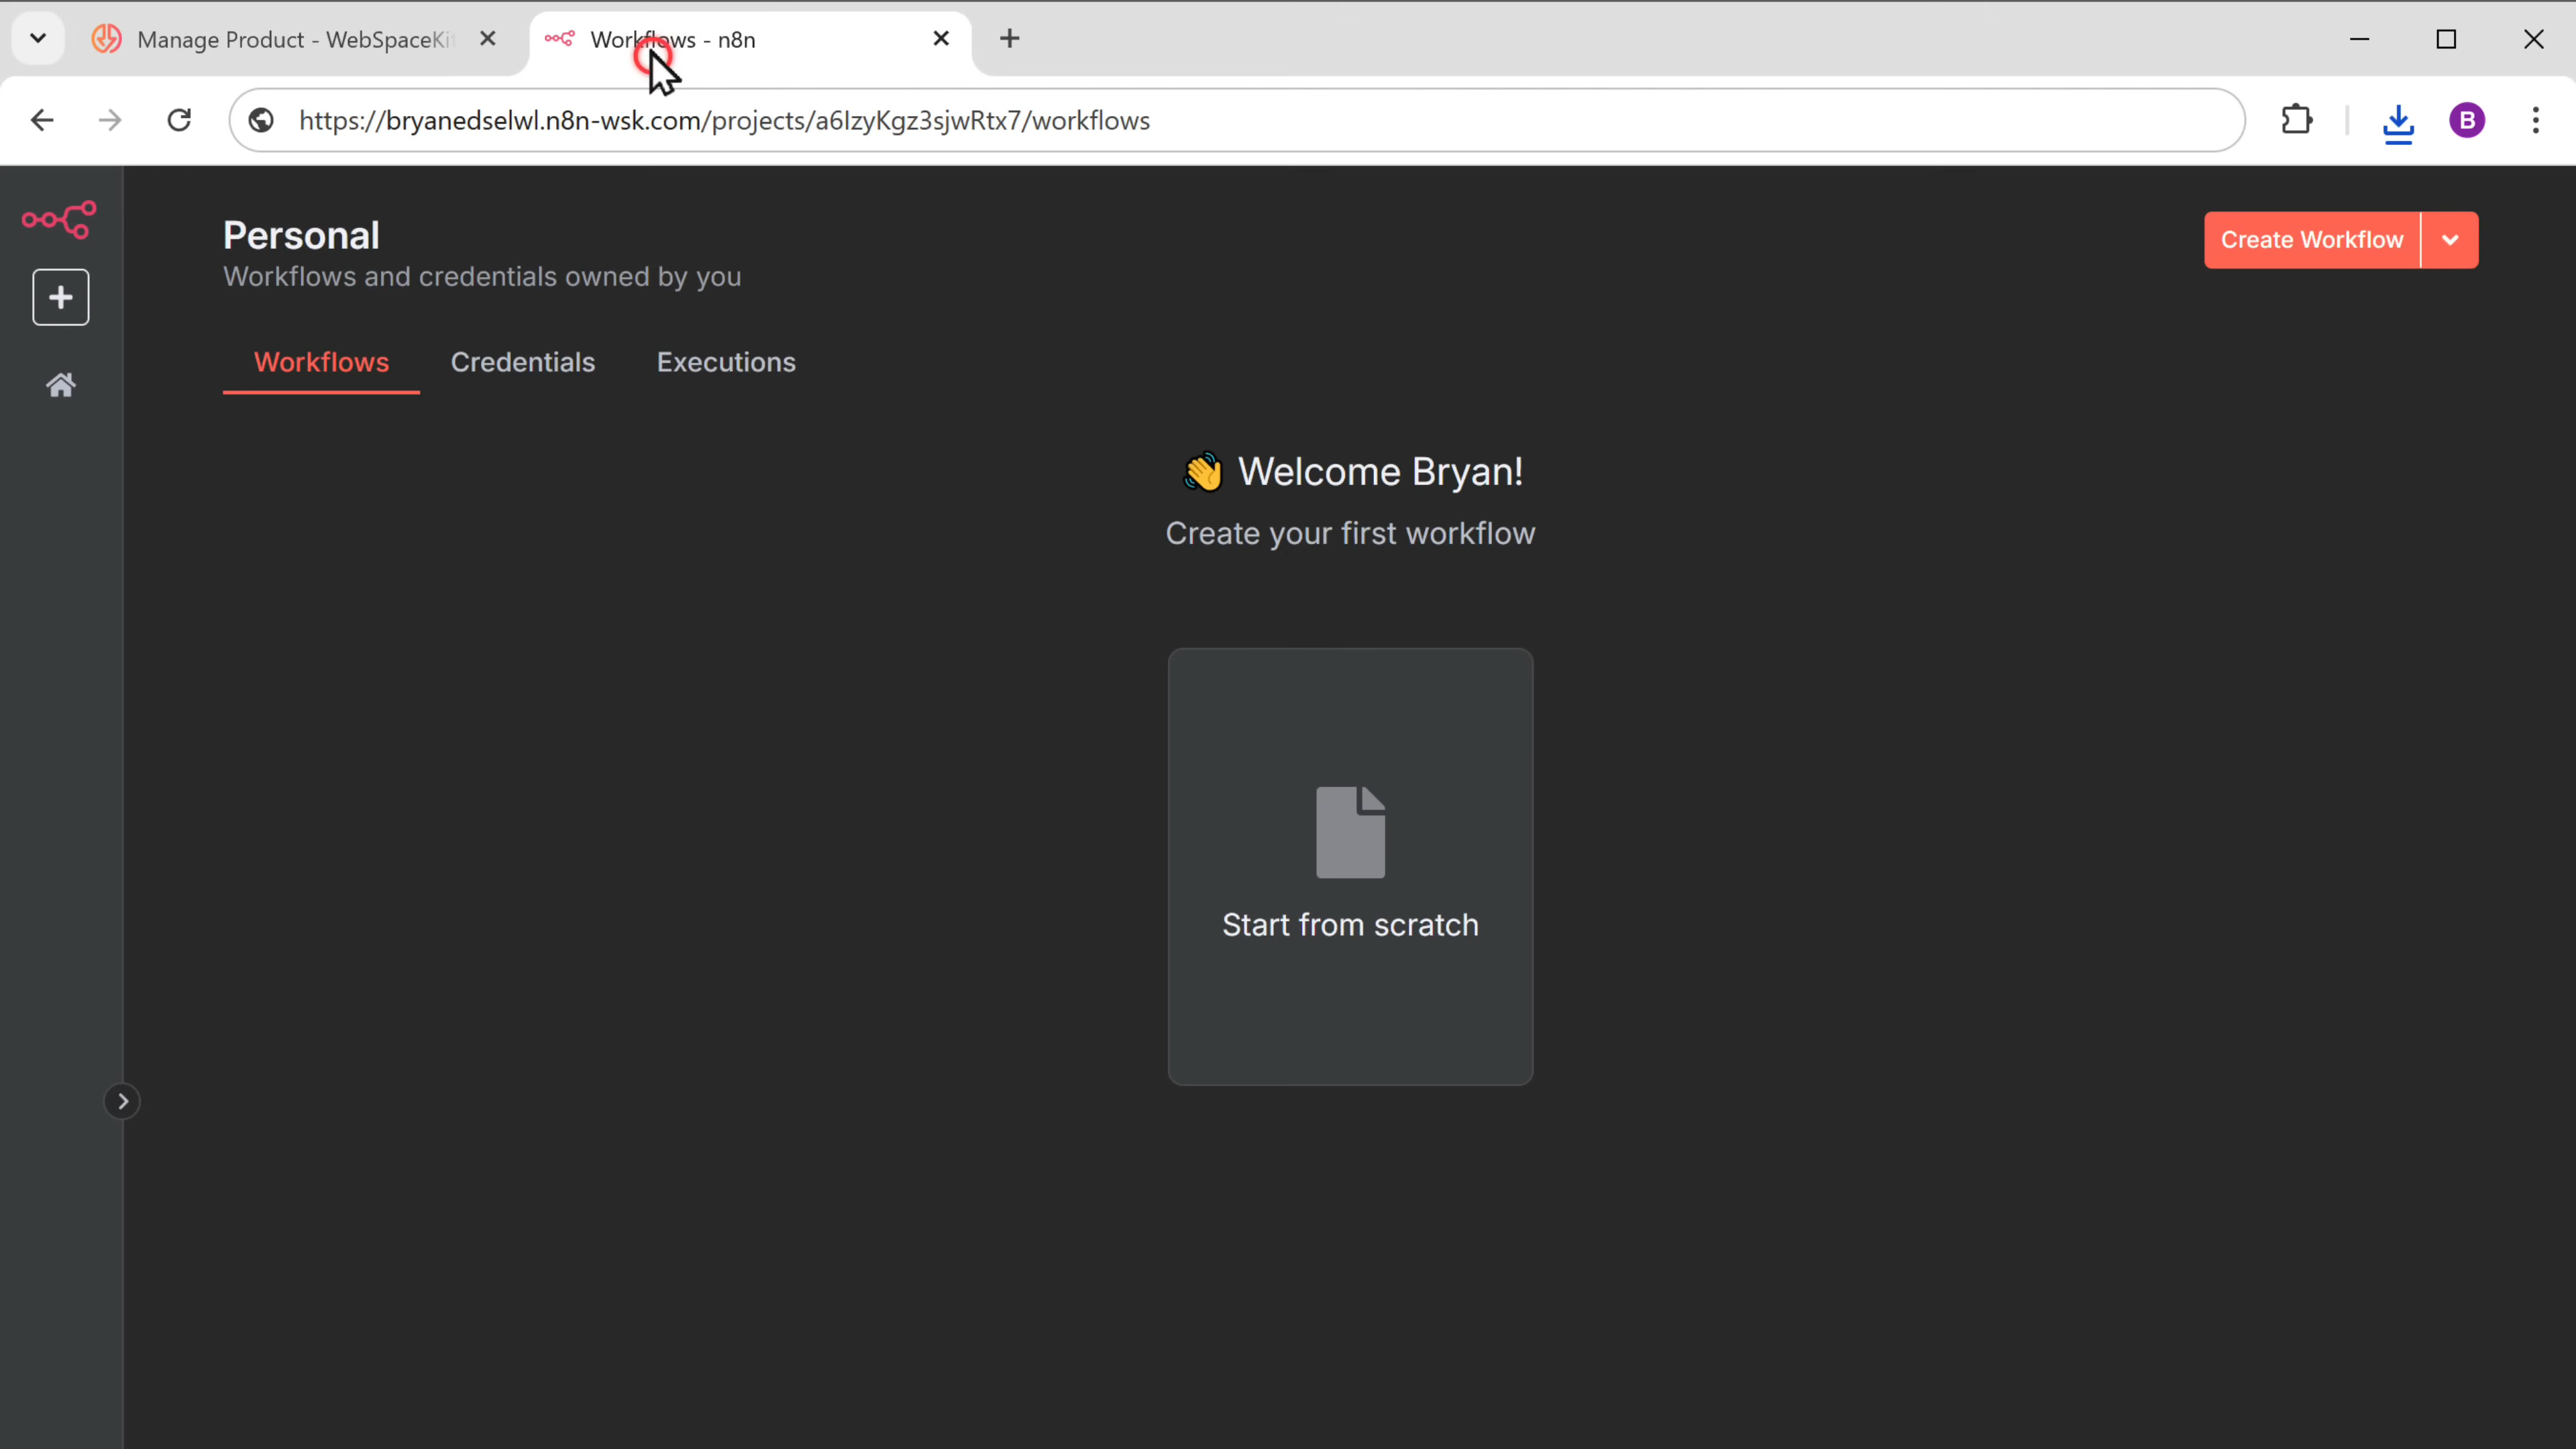 Manage Product - WebSpaceKit
Workflows - n8n
https://bryanedselwl.n8n-wsk.com/projects/a6lzyKgz3sjwRtx7/workflows
B
Personal
Create Workflow
Workflows and credentials owned by you
Workflows Credentials Executions
👋 Welcome Bryan!
Create your first workflow
Start from scratch